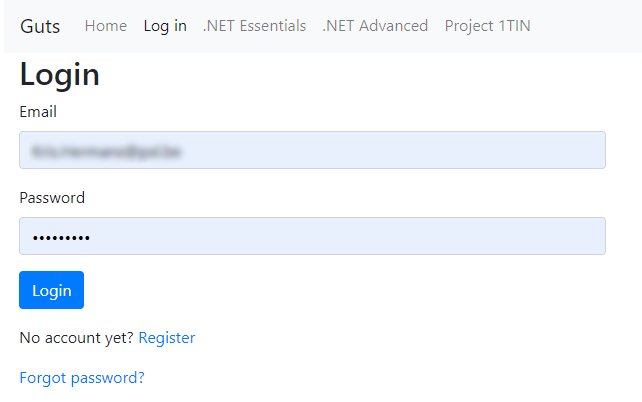 Guts Home Log in .NET Essentials .NET Advanced Project 1TIN
Login
Email
Password
•••••••••
Login
No account yet? Register
Forgot password?